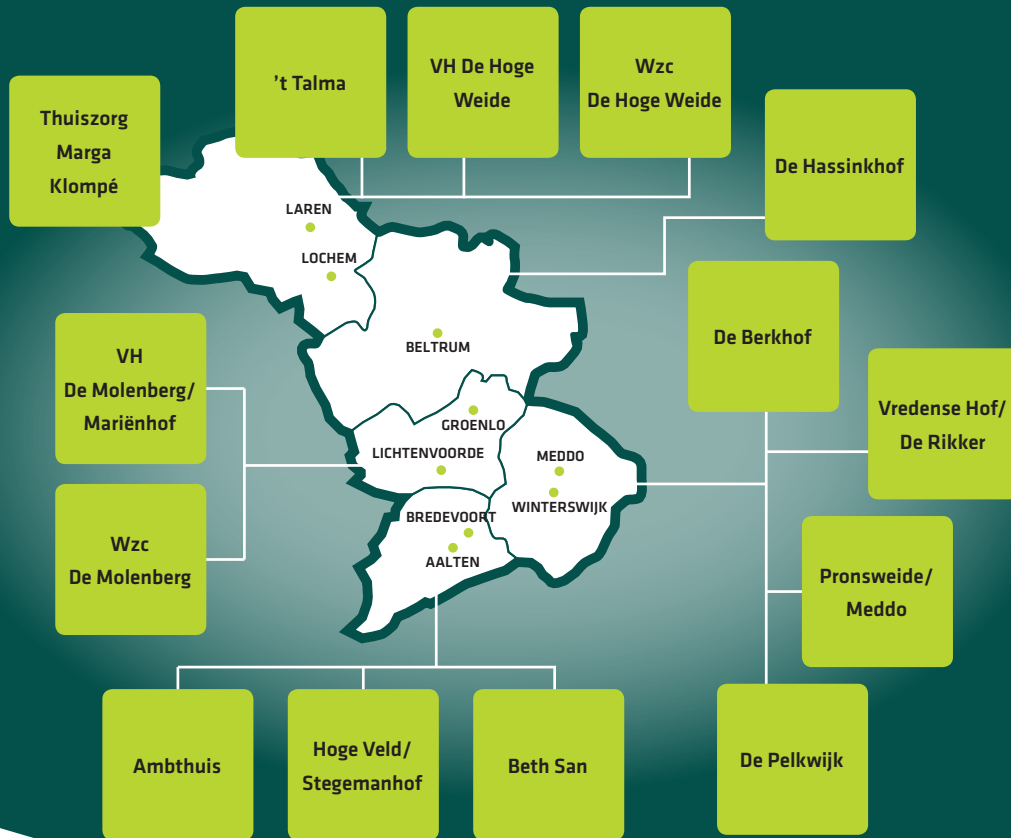 ’t Talma
VH De Hoge
Weide
Wzc
De Hoge Weide
Thuiszorg
Marga
Klompé
De Hassinkhof
LAREN
LOCHEM
BELTRUM
GROENLO
LICHTENVOORDE
MEDDO
WINTERSWIJK
BREDEVOORT
AALTEN
VH
De Molenberg/
Mariënhof
Wzc
De Molenberg
De Berkhof
Vredense Hof/
De Rikker
Pronsweide/
Meddo
De Pelkwijk
Ambthuis
Hoge Veld/
Stegemanhof
Beth San